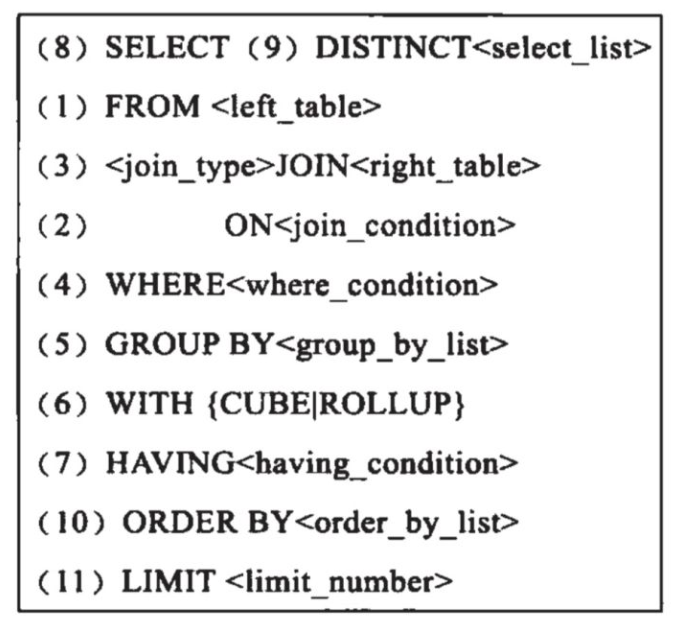 (8) SELECT (9) DISTINCT<select_list>
(1) FROM <left_table>
(3) <join_type>JOIN<right_table>
(2) ON<join_condition>
(4) WHERE<where_condition>
(5) GROUP BY<group_by_list>
(6) WITH {CUBE|ROLLUP}
(7) HAVING<having_condition>
(10) ORDER BY<order_by_list>
(11) LIMIT <limit_number>